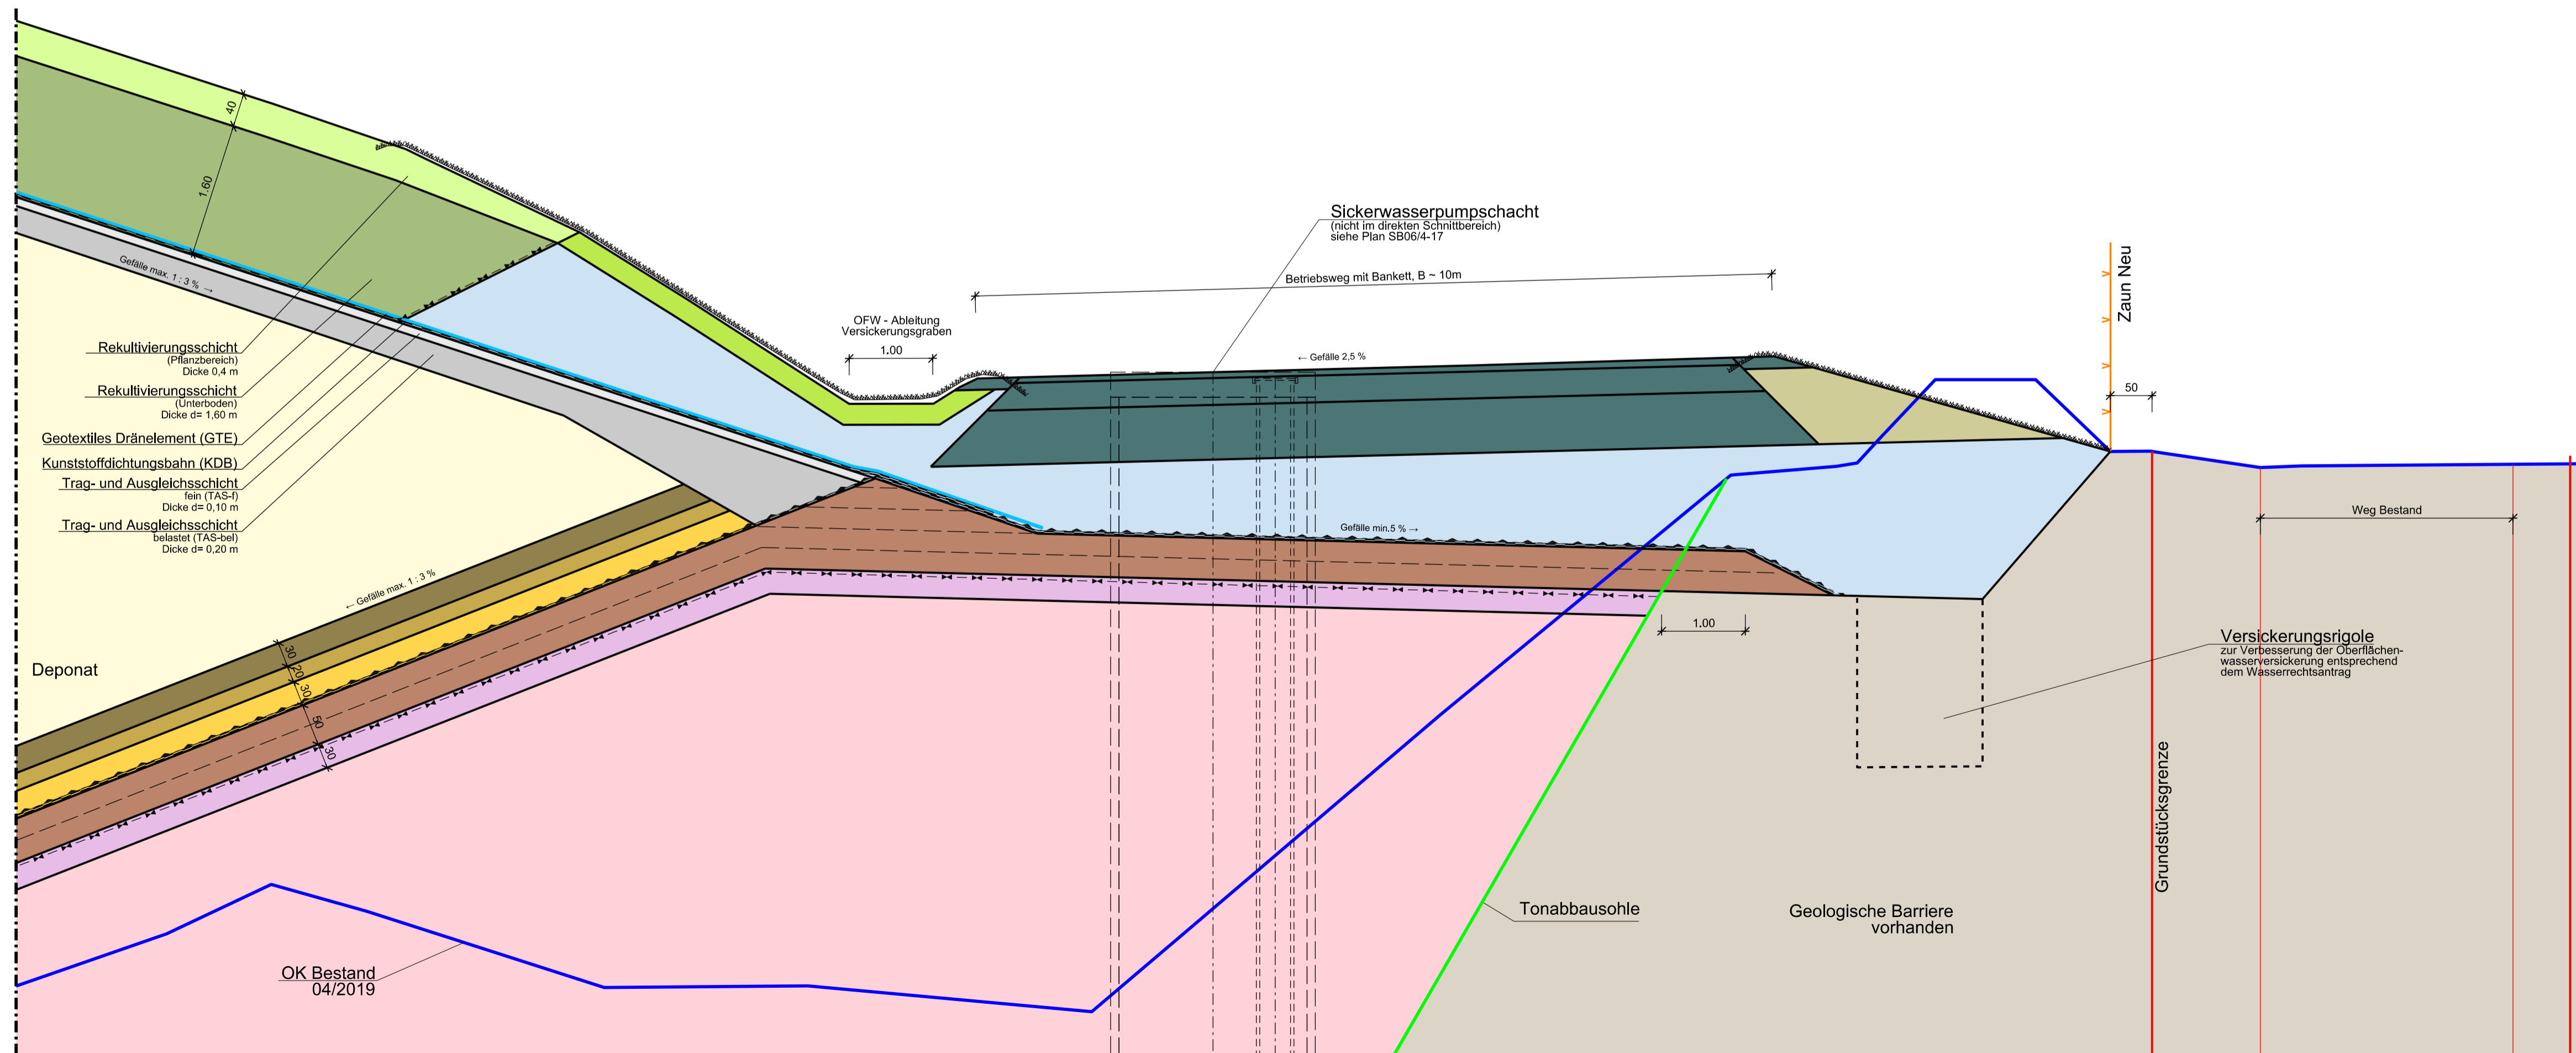 40
1.60
Gefälle max. 1 : 3 % →
Rekultivierungsschicht
(Pflanzbereich)
Dicke 0,4 m
Rekultivierungsschicht
(Unterboden)
Dicke d= 1,60 m
Geotextiles Dränelement (GTE)
Kunststoffdichtungsbahn (KDB)
Trag- und Ausgleichsschicht
fein (TAS-f)
Dicke d= 0,10 m
Trag- und Ausgleichsschicht
belastet (TAS-bel)
Dicke d= 0,20 m
← Gefälle max. 1 : 3 %
Deponat
30
20
30
50
30
OK Bestand
04/2019
OFW - Ableitung
Versickerungsgraben
1.00
Sickerwasserpumpschacht
(nicht im direkten Schnittbereich)
siehe Plan SB06/4-17
Betriebsweg mit Bankett, B ~ 10m
← Gefälle 2,5 %
Gefälle min.5 % →
1.00
Tonabbausohle
Geologische Barriere
vorhanden
Zaun Neu
50
Weg Bestand
Versickerungsrigole
zur Verbesserung der Oberflächen-
wasserversickerung entsprechend
dem Wasserrechtsantrag
Grundstücksgrenze